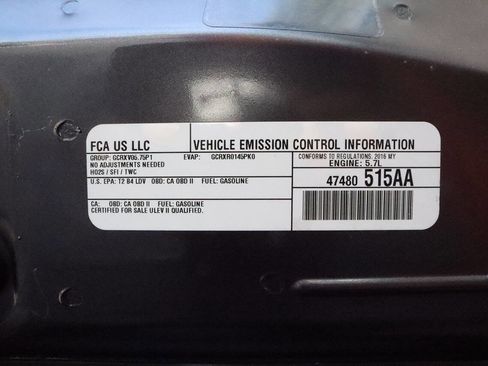 FCA US LLC
VEHICLE EMISSION CONTROL INFORMATION
GROUP: GCRXV05.75P1 EVAP: GCRXR0145PK0
NO ADJUSTMENTS NEEDED
HO2S / SFI / TWC
CONFORMS TO REGULATIONS: 2016 MY
ENGINE: 5.7L
U.S. EPA: T2 B4 LDV OBD: CA OBD II FUEL: GASOLINE
47480 515AA
CA: OBD: CA OBD II FUEL: GASOLINE
CERTIFIED FOR SALE ULEV II QUALIFIED.